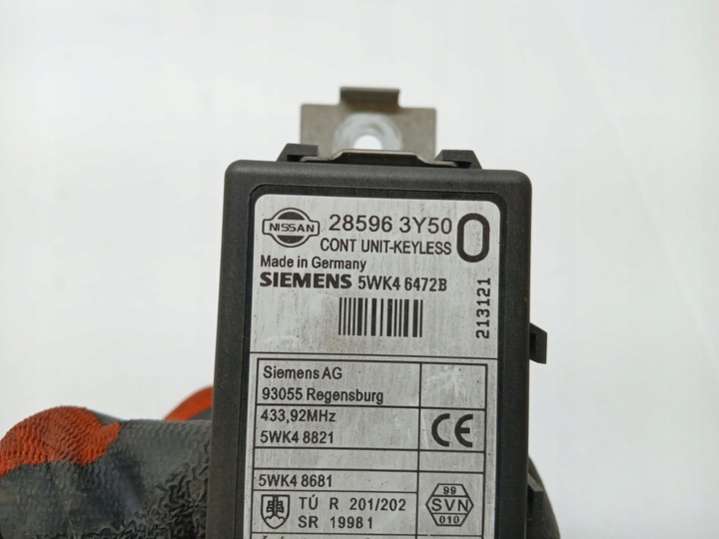 NISSAN 28596 3Y50 0
CONT UNIT-KEYLESS
Made in Germany
SIEMENS 5WK4 6472B
213121
Siemens AG
93055 Regensburg
433,92MHz
5WK4 8821
CE
5WK4 8681
TÚ R 201/202
SR 1998 1
99
SVN
010